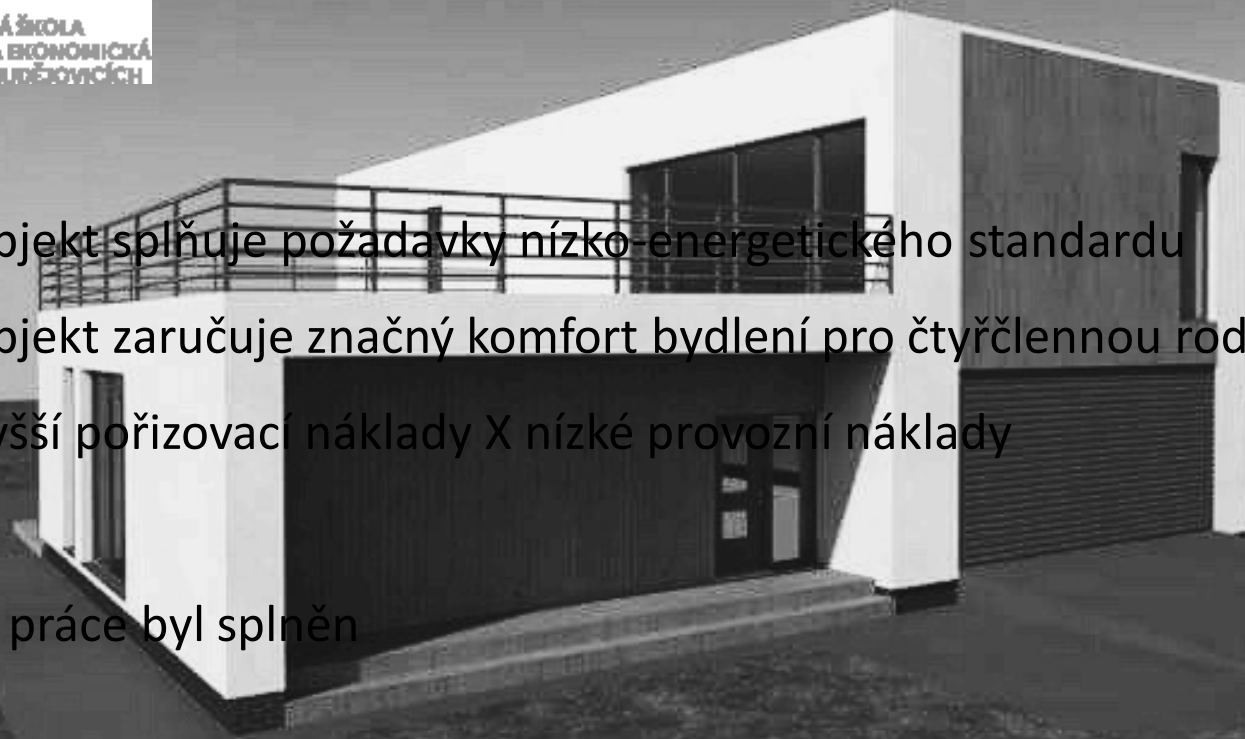 Á ŠKOLA
A EKONOMICKÁ
UDĚJOVICÍCH
bjekt splňuje požadavky nízko-energetického standardu
bjekt zaručuje značný komfort bydlení pro čtyřčlennou rod
yšší pořizovací náklady X nízké provozní náklady
práce byl splněn